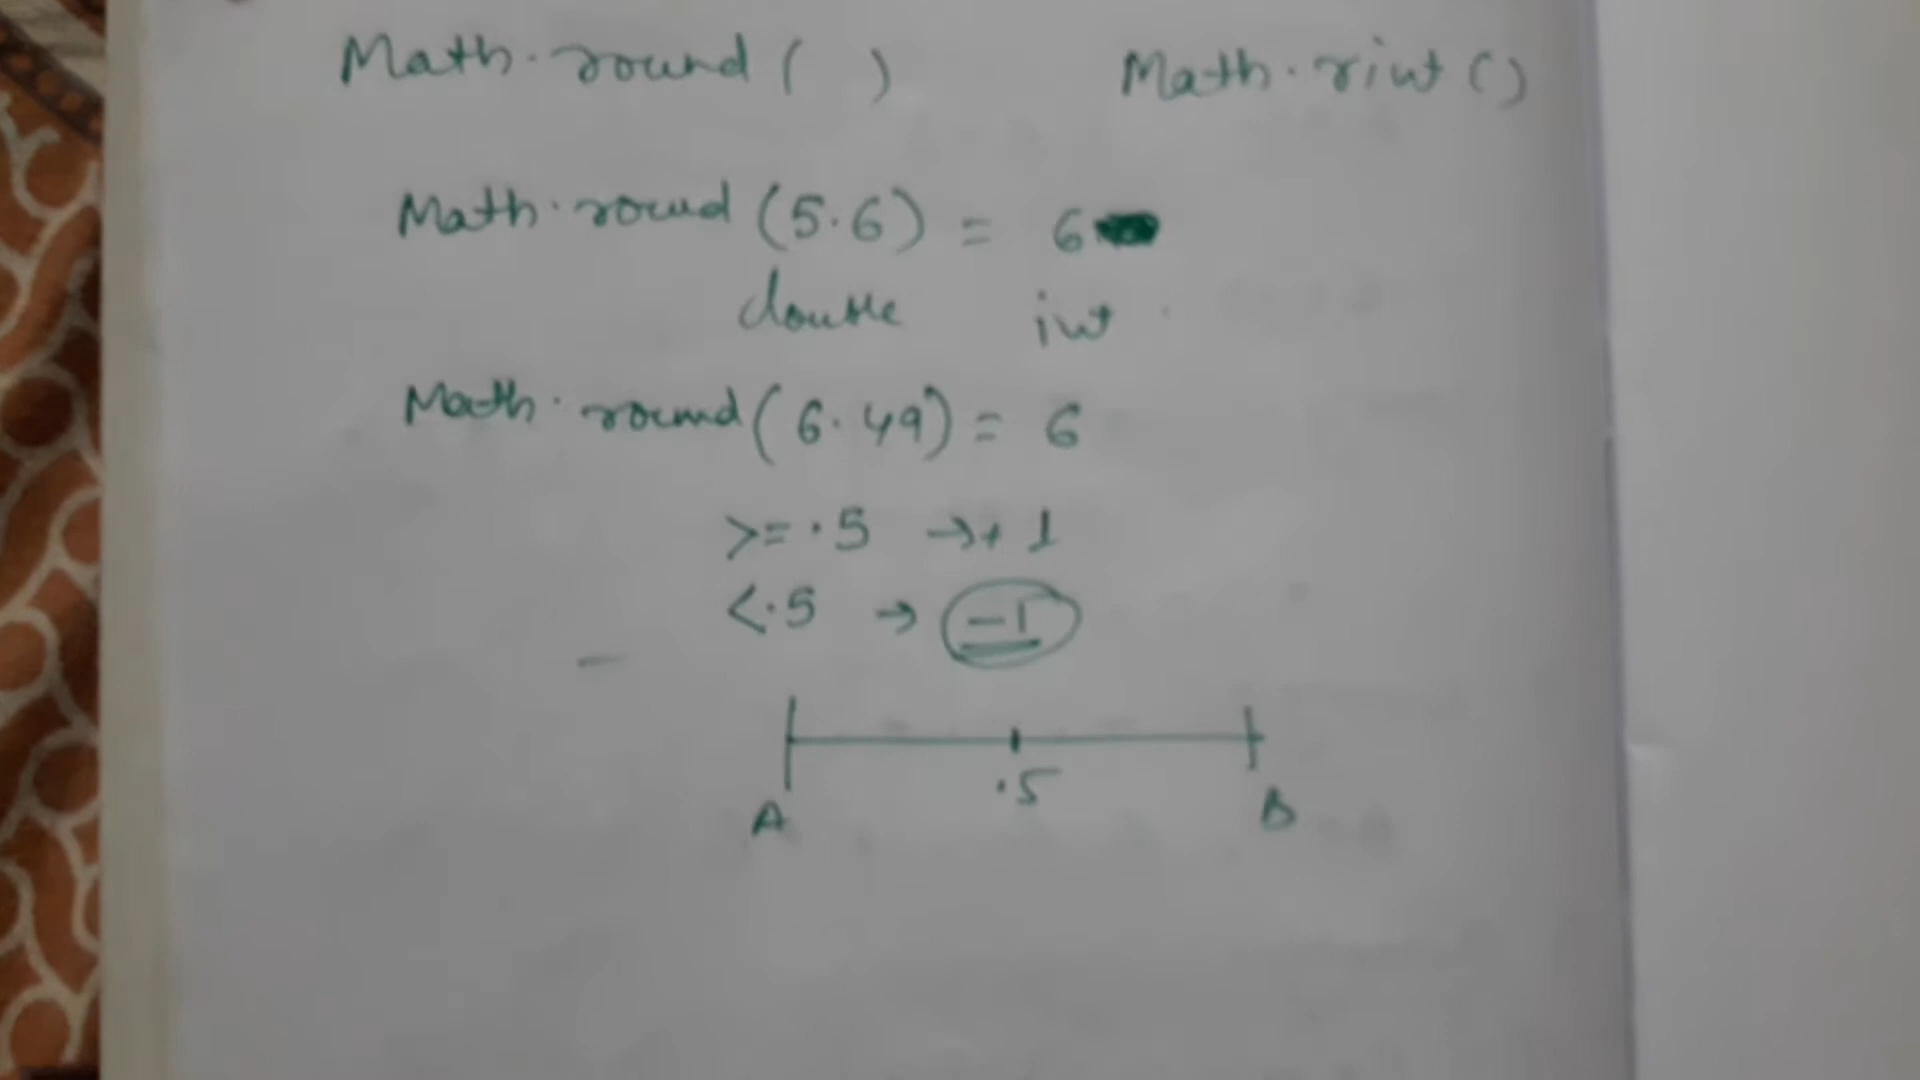 Math.round( ) Math.rint()
Math.round(5.6) = 6
double int
Math.round(6.49) = 6
>= .5 →+ 1
<.5 → -1
.5
A B